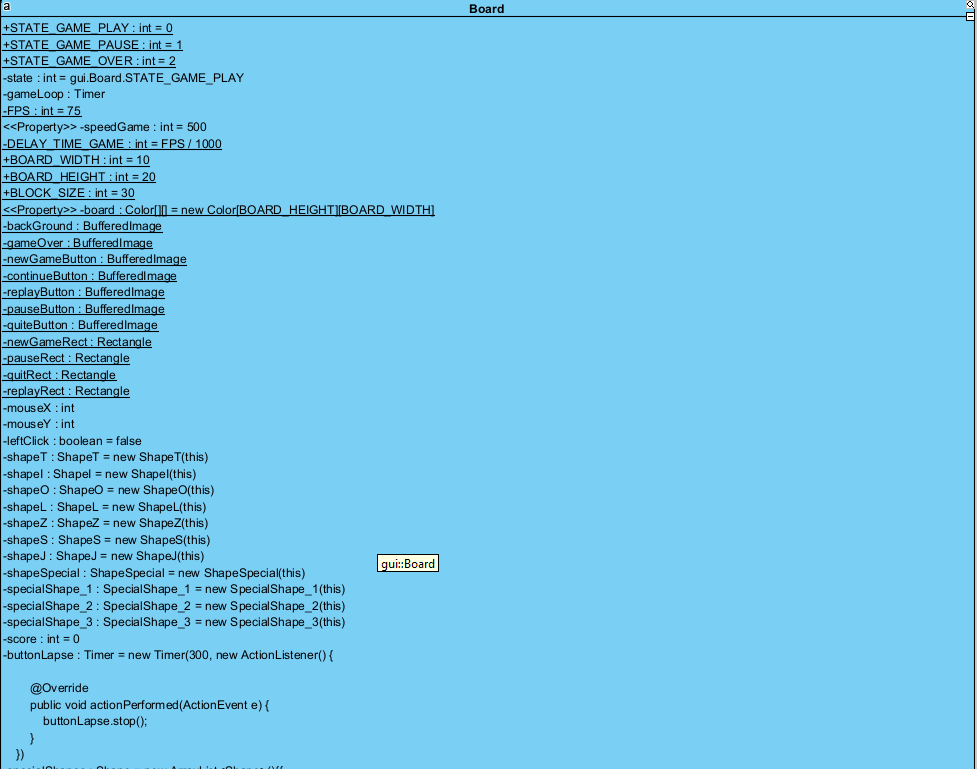 a
Board
+STATE_GAME_PLAY : int = 0
+STATE_GAME_PAUSE : int = 1
+STATE_GAME_OVER : int = 2
-state : int = gui.Board.STATE_GAME_PLAY
-gameLoop : Timer
-FPS : int = 75
<<Property>> -speedGame : int = 500
-DELAY_TIME_GAME : int = FPS / 1000
+BOARD_WIDTH : int = 10
+BOARD_HEIGHT : int = 20
+BLOCK_SIZE : int = 30
<<Property>> -board : Color[][] = new Color[BOARD_HEIGHT][BOARD_WIDTH]
-backGround : BufferedImage
-gameOver : BufferedImage
-newGameButton : BufferedImage
-continueButton : BufferedImage
-replayButton : BufferedImage
-pauseButton : BufferedImage
-quiteButton : BufferedImage
-newGameRect : Rectangle
-pauseRect : Rectangle
-quitRect : Rectangle
-replayRect : Rectangle
-mouseX : int
-mouseY : int
-leftClick : boolean = false
-shapeT : ShapeT = new ShapeT(this)
-shapeI : ShapeI = new ShapeI(this)
-shapeO : ShapeO = new ShapeO(this)
-shapeL : ShapeL = new ShapeL(this)
-shapeZ : ShapeZ = new ShapeZ(this)
-shapeS : ShapeS = new ShapeS(this)
-shapeJ : ShapeJ = new ShapeJ(this)
gui::Board
-shapeSpecial : ShapeSpecial = new ShapeSpecial(this)
-specialShape_1 : SpecialShape_1 = new SpecialShape_1(this)
-specialShape_2 : SpecialShape_2 = new SpecialShape_2(this)
-specialShape_3 : SpecialShape_3 = new SpecialShape_3(this)
-score : int = 0
-buttonLapse : Timer = new Timer(300, new ActionListener() {
@Override
public void actionPerformed(ActionEvent e) {
buttonLapse.stop();
}
})